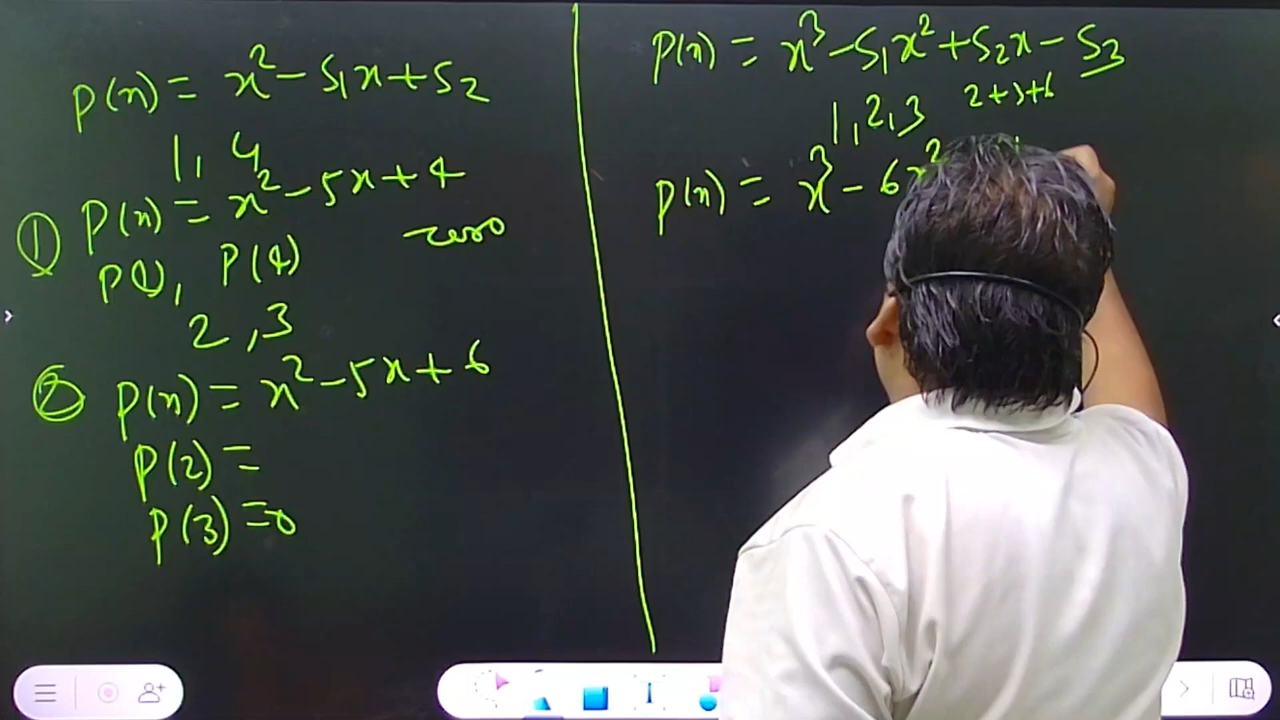 P(x) = x² - S₁x + S₂
1, 4
① P(x) = x² - 5x + 4
P(1), P(4) zero
2, 3
② P(x) = x² - 5x + 6
P(2) =
P(3) = 0
P(x) = x³ - S₁x² + S₂x - S₃
1, 2, 3 2+3+6
P(x) = x³ - 6x²